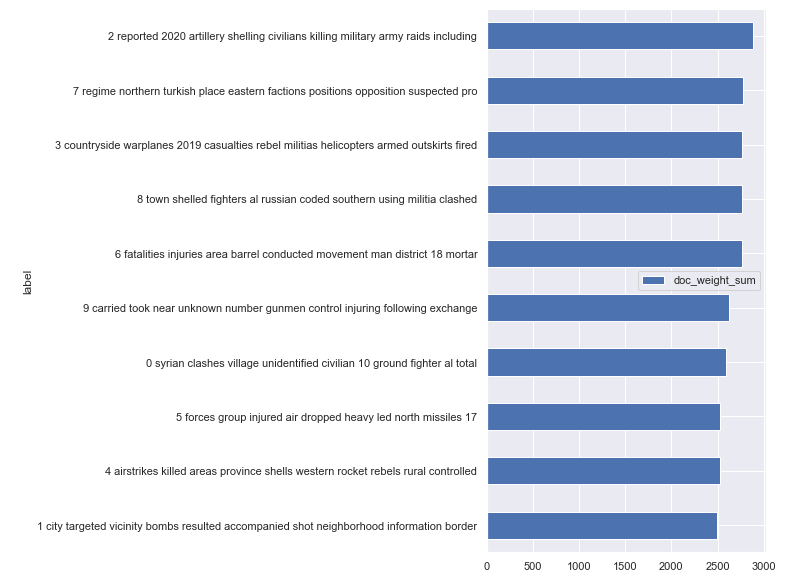 2 reported 2020 artillery shelling civilians killing military army raids including
7 regime northern turkish place eastern factions positions opposition suspected pro
3 countryside warplanes 2019 casualties rebel militias helicopters armed outskirts fired
8 town shelled fighters al russian coded southern using militia clashed
6 fatalities injuries area barrel conducted movement man district 18 mortar
label
doc_weight_sum
9 carried took near unknown number gunmen control injuring following exchange
0 syrian clashes village unidentified civilian 10 ground fighter al total
5 forces group injured air dropped heavy led north missiles 17
4 airstrikes killed areas province shells western rocket rebels rural controlled
1 city targeted vicinity bombs resulted accompanied shot neighborhood information border
0 500 1000 1500 2000 2500 3000